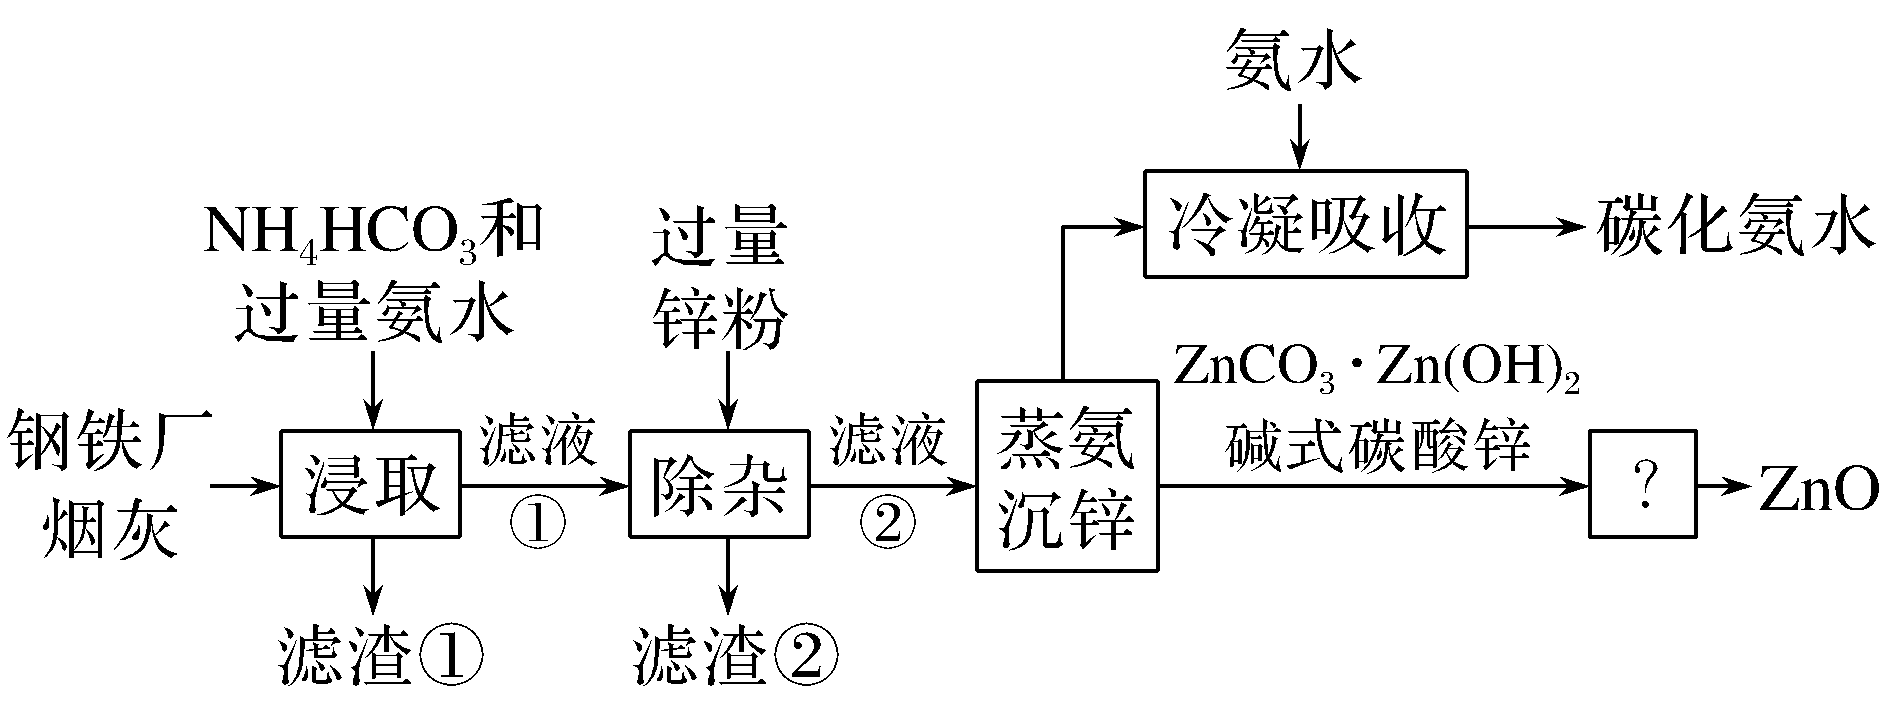 氨水
冷凝吸收
碳化氨水
NH₄HCO₃和
过量氨水
过量
锌粉
钢铁厂
烟灰
浸取
滤液
①
除杂
滤液
②
蒸氨
沉锌
ZnCO₃·Zn(OH)₂
碱式碳酸锌
?
ZnO
滤渣①
滤渣②